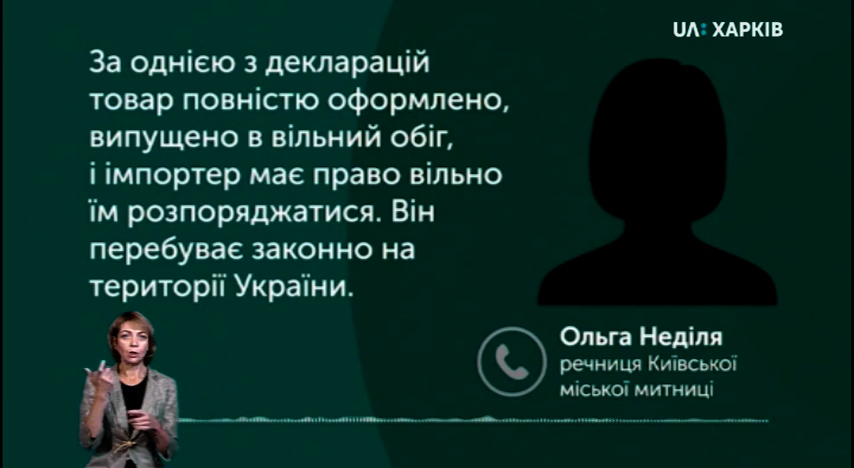 UA: ХАРКІВ
За однією з декларацій
товар повністю оформлено,
випущено в вільний обіг,
і імпортер має право вільно
їм розпоряджатися. Він
перебуває законно на
території України.
Ольга Неділя
речниця Київської
міської митниці